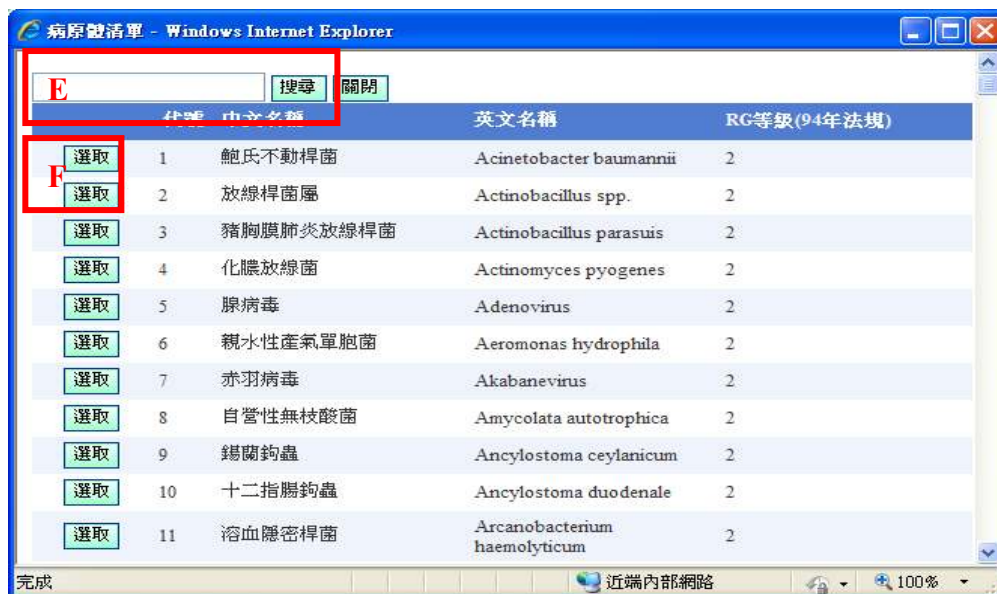 病原體清單 - Windows Internet Explorer
E 搜尋 關閉
代號 中文名稱 英文名稱 RG等級(94年法規)
F
選取 1 鮑氏不動桿菌 Acinetobacter baumannii 2
選取 2 放線桿菌屬 Actinobacillus spp. 2
選取 3 豬胸膜肺炎放線桿菌 Actinobacillus parasuis 2
選取 4 化膿放線菌 Actinomyces pyogenes 2
選取 5 腺病毒 Adenovirus 2
選取 6 親水性產氣單胞菌 Aeromonas hydrophila 2
選取 7 赤羽病毒 Akabanevirus 2
選取 8 自營性無枝酸菌 Amycolata autotrophica 2
選取 9 錫蘭鉤蟲 Ancylostoma ceylanicum 2
選取 10 十二指腸鉤蟲 Ancylostoma duodenale 2
選取 11 溶血隱密桿菌 Arcanobacterium haemolyticum 2
完成 近端內部網路 100%